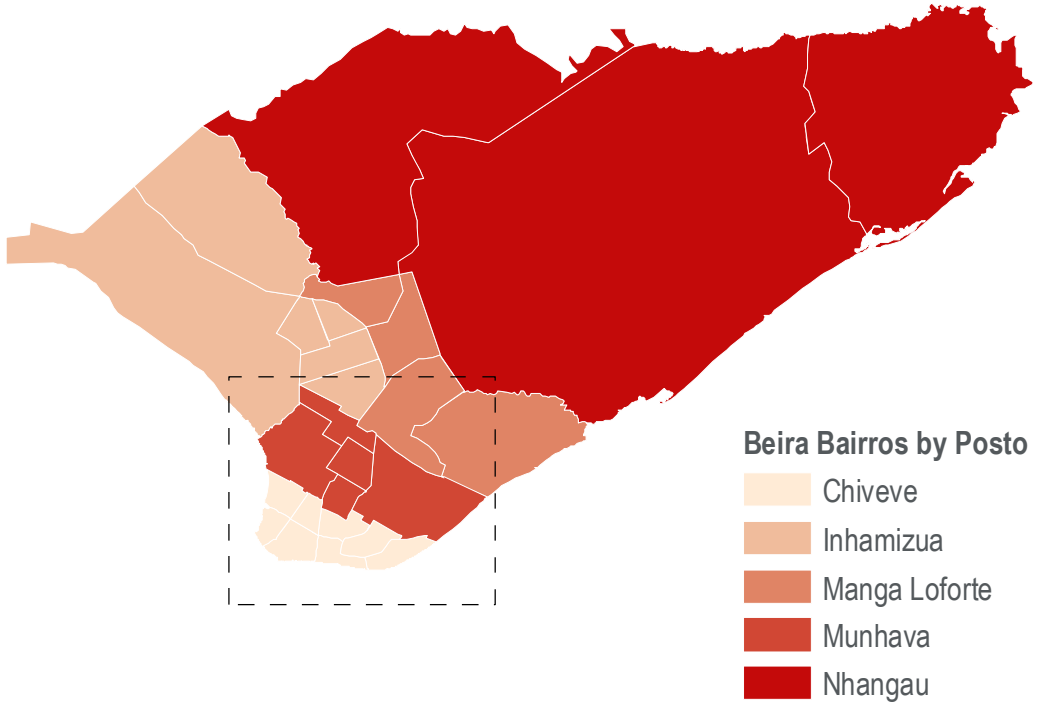 Beira Bairros by Posto
Chiveve
Inhamizua
Manga Loforte
Munhava
Nhangau